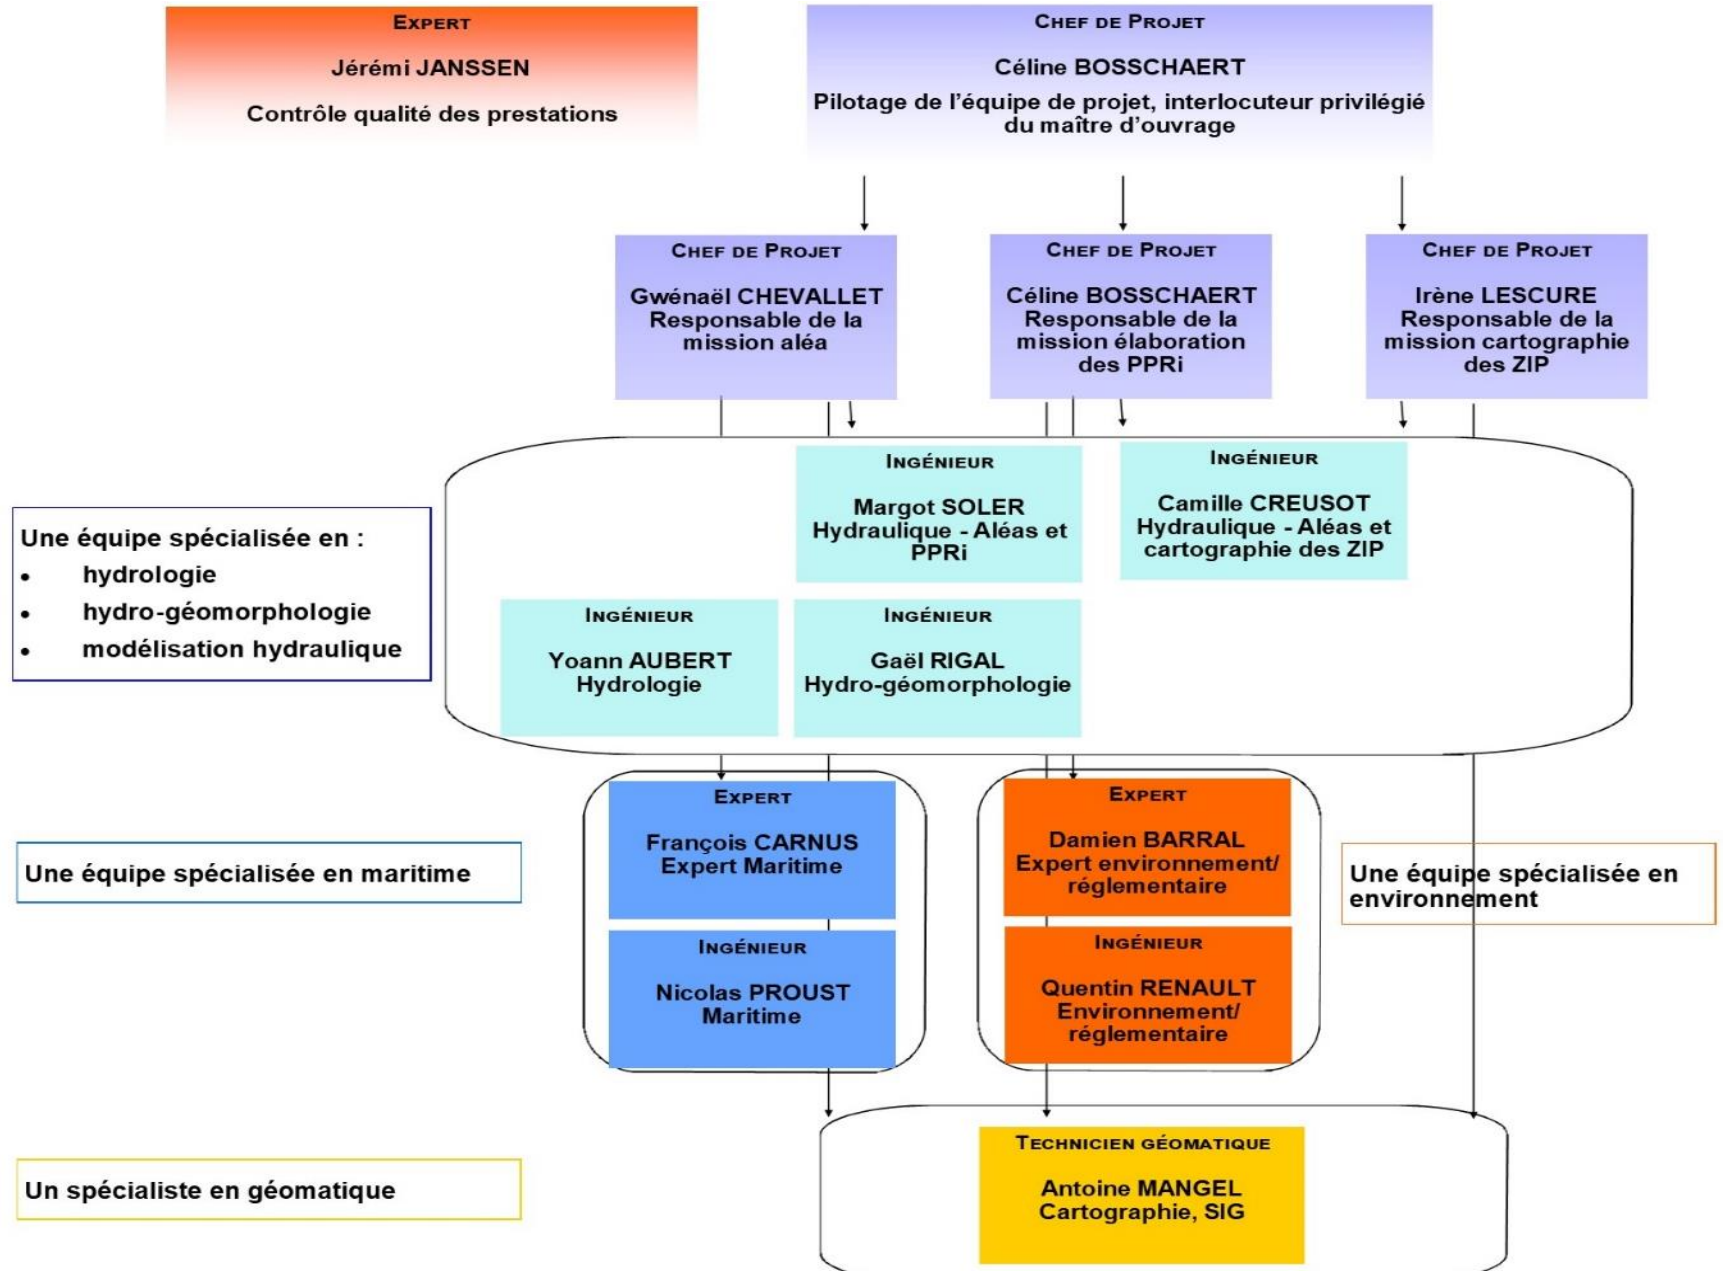 EXPERT
Jérémi JANSSEN
Contrôle qualité des prestations
CHEF DE PROJET
Céline BOSSCHAERT
Pilotage de l'équipe de projet, interlocuteur privilégié
du maître d'ouvrage
CHEF DE PROJET
Gwénaël CHEVALLET
Responsable de la
mission aléa
CHEF DE PROJET
Céline BOSSCHAERT
Responsable de la
mission élaboration
des PPRi
CHEF DE PROJET
Irène LESCURE
Responsable de la
mission cartographie
des ZIP
Une équipe spécialisée en :
• hydrologie
• hydro-géomorphologie
• modélisation hydraulique
INGÉNIEUR
Margot SOLER
Hydraulique - Aléas et
PPRi
INGÉNIEUR
Camille CREUSOT
Hydraulique - Aléas et
cartographie des ZIP
INGÉNIEUR
Yoann AUBERT
Hydrologie
INGÉNIEUR
Gaël RIGAL
Hydro-géomorphologie
Une équipe spécialisée en maritime
EXPERT
François CARNUS
Expert Maritime
INGÉNIEUR
Nicolas PROUST
Maritime
EXPERT
Damien BARRAL
Expert environnement/
réglementaire
INGÉNIEUR
Quentin RENAULT
Environnement/
réglementaire
Une équipe spécialisée en
environnement
Un spécialiste en géomatique
TECHNICIEN GÉOMATIQUE
Antoine MANGEL
Cartographie, SIG